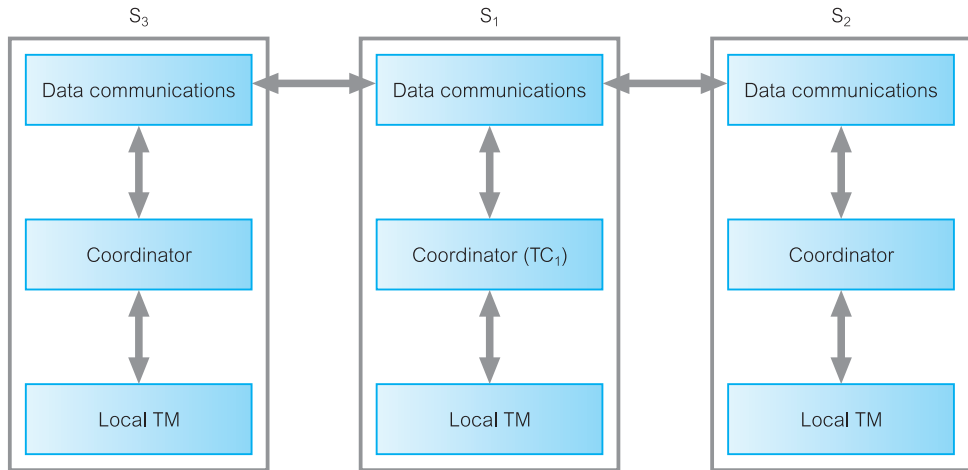 S₃
S₁
S₂
Data communications
Data communications
Data communications
Coordinator
Coordinator (TC₁)
Coordinator
Local TM
Local TM
Local TM